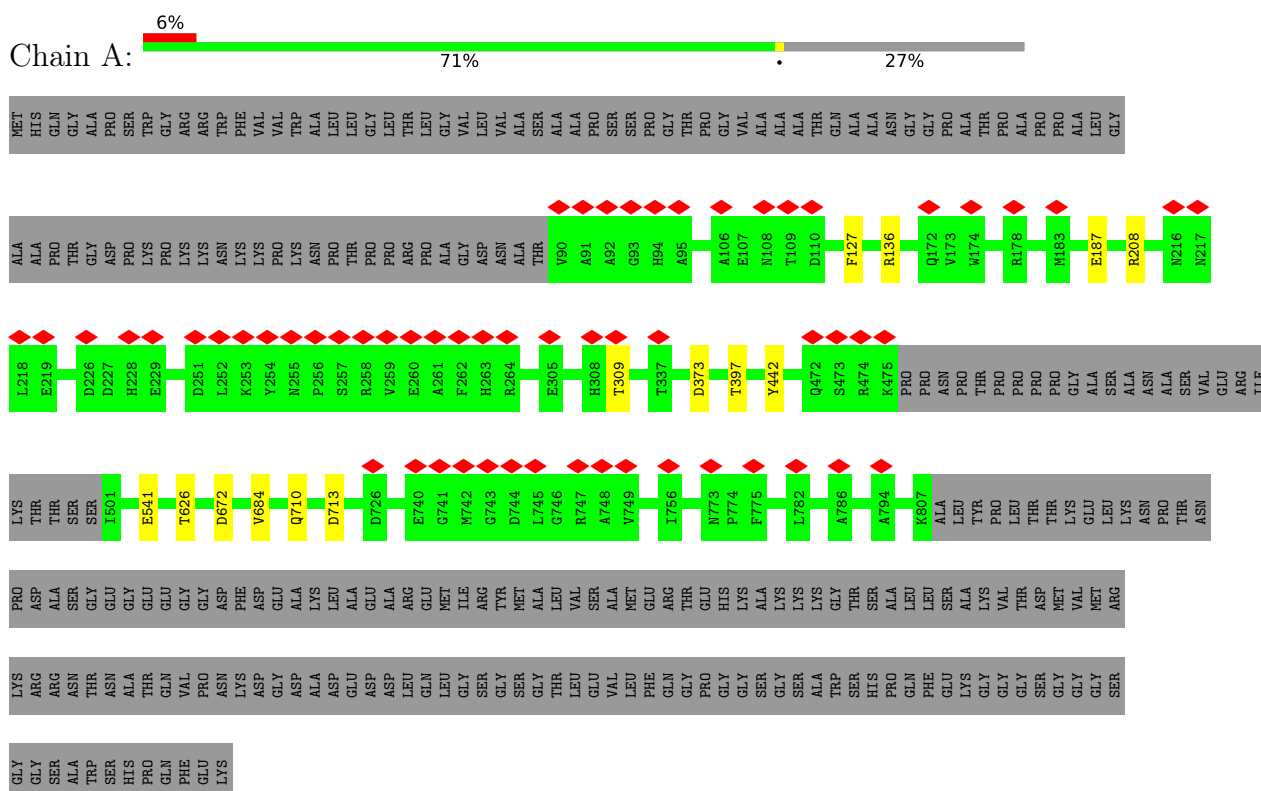 6%
Chain A:
71% • 27%
MET HIS GLN GLY ALA PRO SER TRP GLY ARG ARG TRP PHE VAL VAL TRP ALA LEU LEU GLY LEU THR LEU GLY VAL LEU VAL ALA SER ALA ALA PRO SER SER PRO GLY THR PRO GLY VAL ALA ALA ALA THR GLN ALA ALA ASN GLY GLY PRO ALA THR PRO ALA PRO PRO ALA LEU GLY
ALA ALA PRO THR GLY ASP PRO LYS PRO LYS LYS ASN LYS LYS PRO LYS ASN PRO THR PRO PRO ARG PRO ALA GLY ASP ASN ALA THR V90 A91 A92 G93 H94 A95 A106 E107 N108 T109 D110 F127 R136 Q172 V173 W174 R178 M183 E187 R208 N216 N217
L218 E219 D226 D227 H228 E229 D251 L252 K253 Y254 N255 P256 S257 R258 V259 E260 A261 F262 H263 R264 E305 H308 T309 T337 D373 T397 Y442 Q472 S473 R474 K475 PRO PRO ASN PRO THR PRO PRO PRO PRO GLY ALA SER ALA ASN ALA SER VAL GLU ARG ILE
LYS THR THR SER SER I501 E541 T626 D672 V684 Q710 D713 D726 E740 G741 M742 G743 D744 L745 G746 R747 A748 V749 I756 N773 P774 F775 L782 A786 A794 K807 ALA LEU TYR PRO LEU THR THR LYS GLU LEU LYS ASN PRO THR ASN
PRO ASP ALA SER GLY GLU GLY GLU GLU GLY GLY ASP PHE ASP GLU ALA LYS LEU ALA GLU ALA ARG GLU MET ILE ARG TYR MET ALA LEU VAL SER ALA MET GLU ARG THR GLU HIS LYS ALA LYS LYS LYS GLY THR SER ALA LEU LEU SER ALA LYS VAL THR ASP MET VAL MET ARG
LYS ARG ARG ASN THR ASN ALA THR GLN VAL PRO ASN LYS ASP GLY ASP ALA ASP GLU ASP ASP LEU GLN LEU GLY SER GLY SER GLY THR LEU GLU VAL LEU PHE GLN GLY PRO GLY GLY SER GLY SER ALA TRP SER HIS PRO GLN PHE GLU LYS GLY GLY GLY SER GLY GLY GLY SER
GLY GLY SER ALA TRP SER HIS PRO GLN PHE GLU LYS